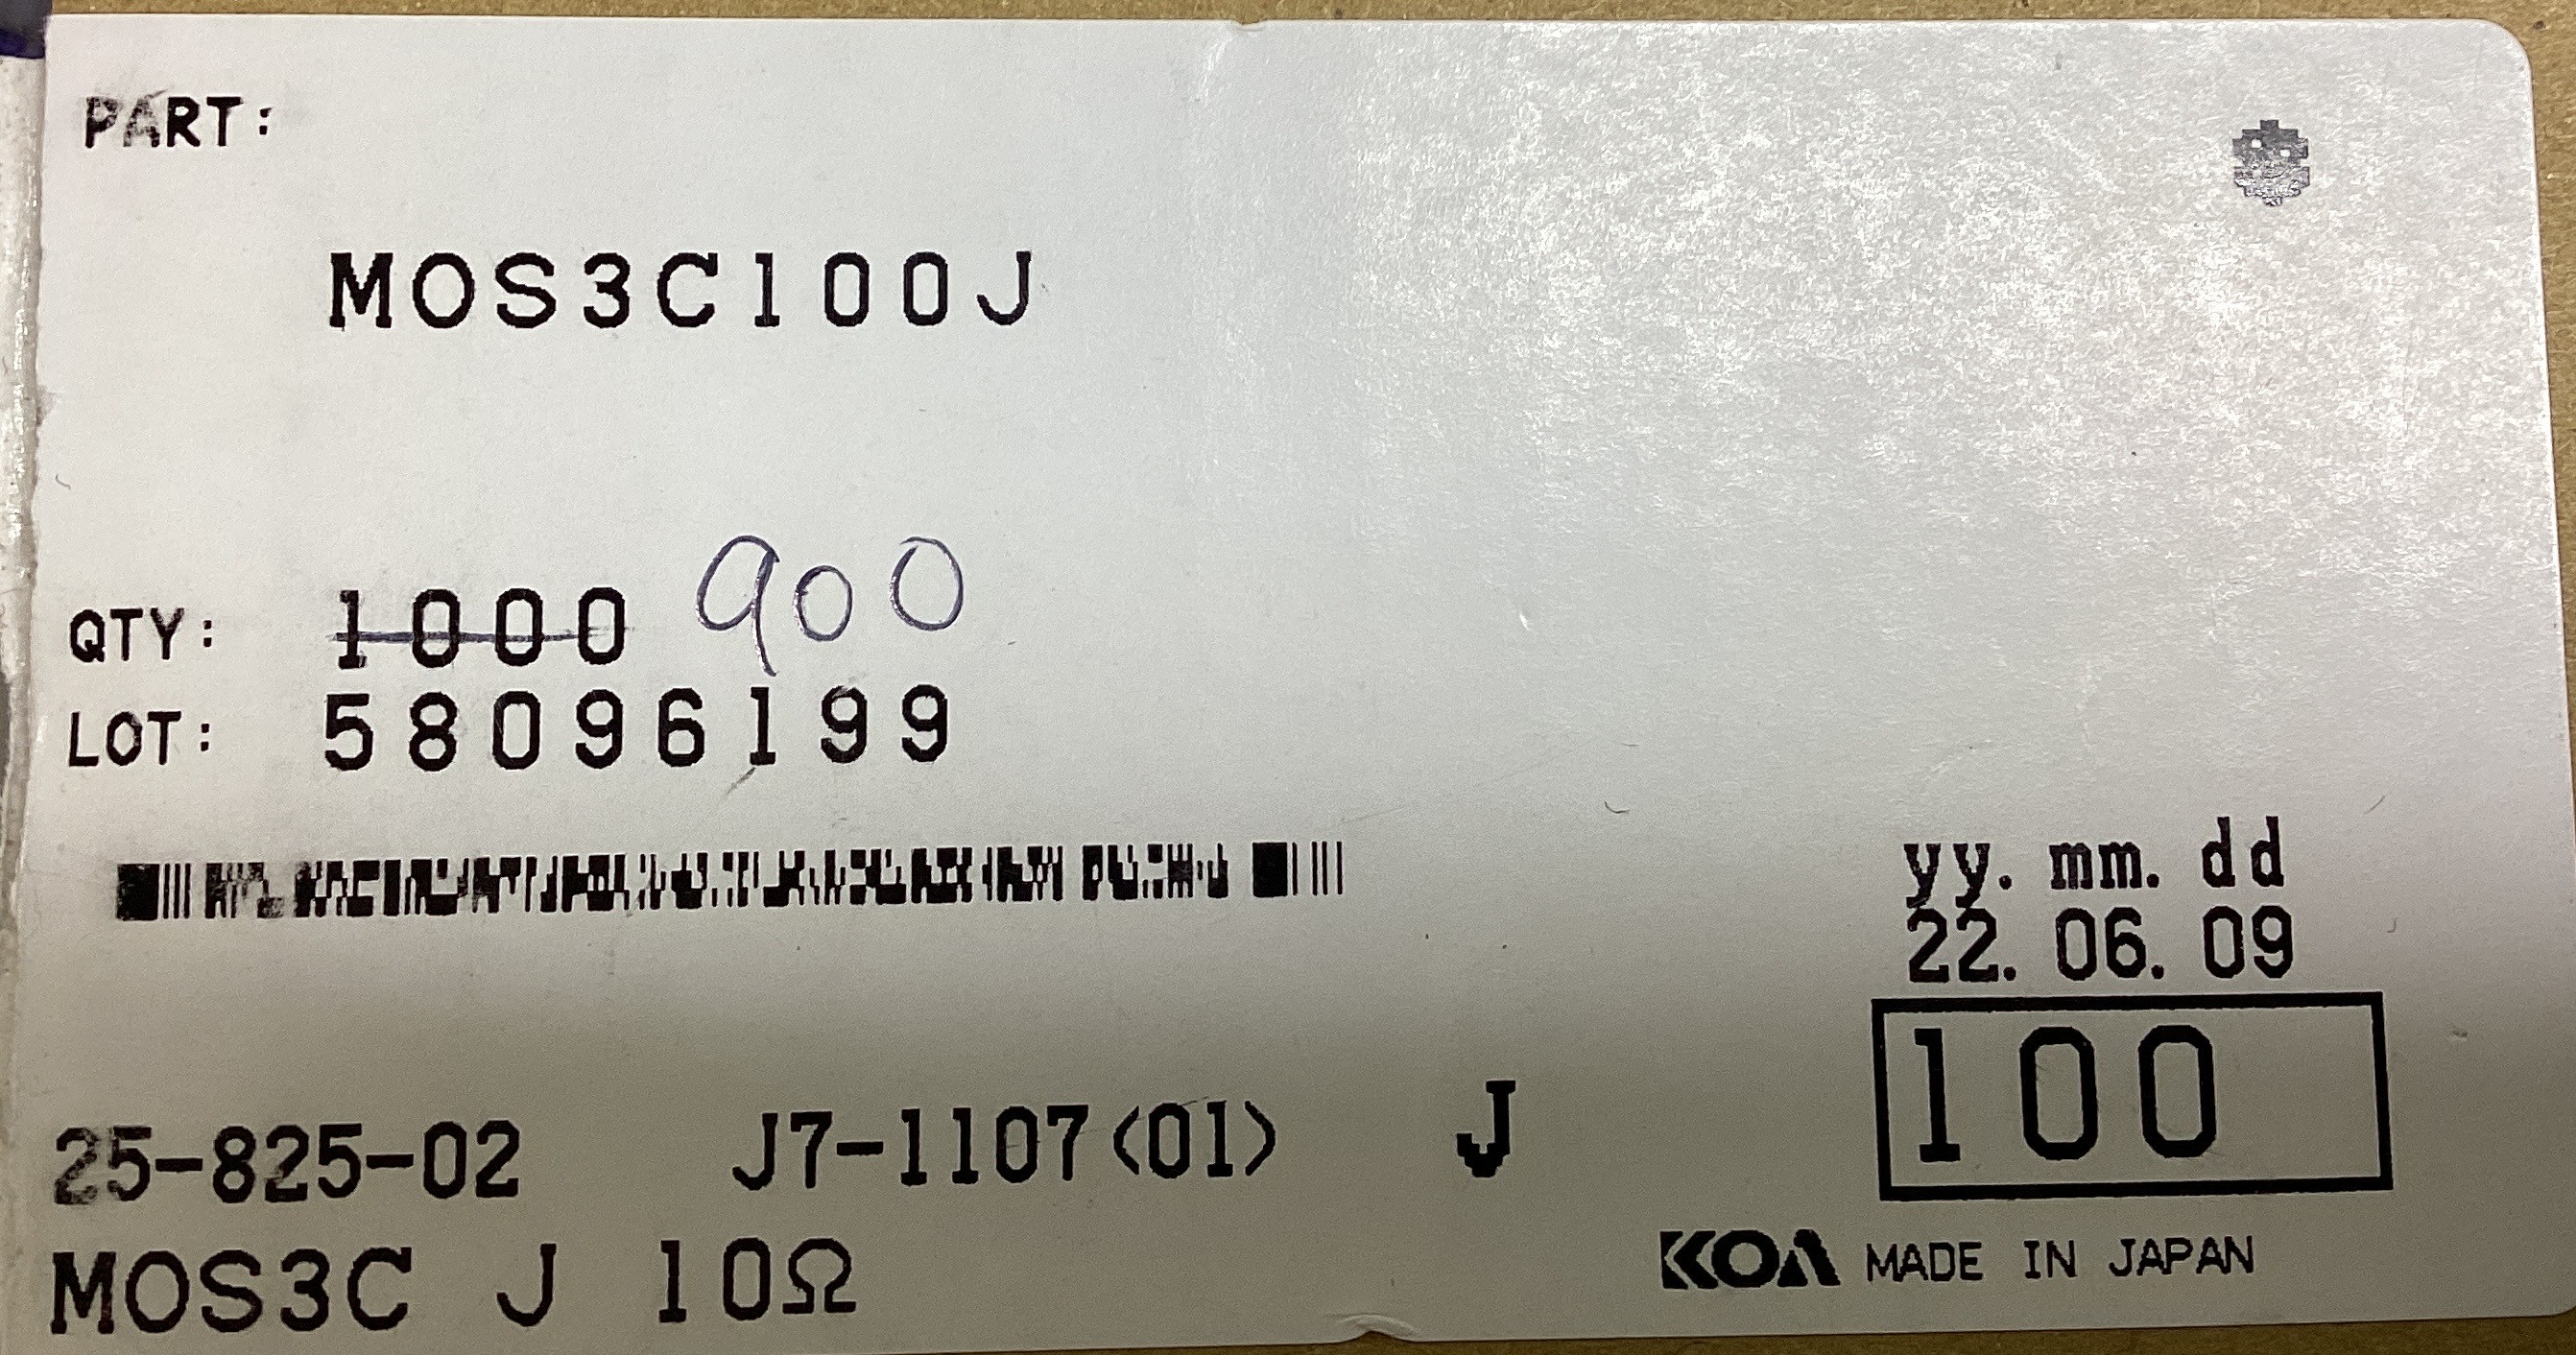 PART:
MOS3C100J
QTY: 1000 900
LOT: 58096199
yy. mm. dd
22. 06. 09
100
25-825-02 J7-1107(01) J
MOS3C J 10Ω
KOA MADE IN JAPAN